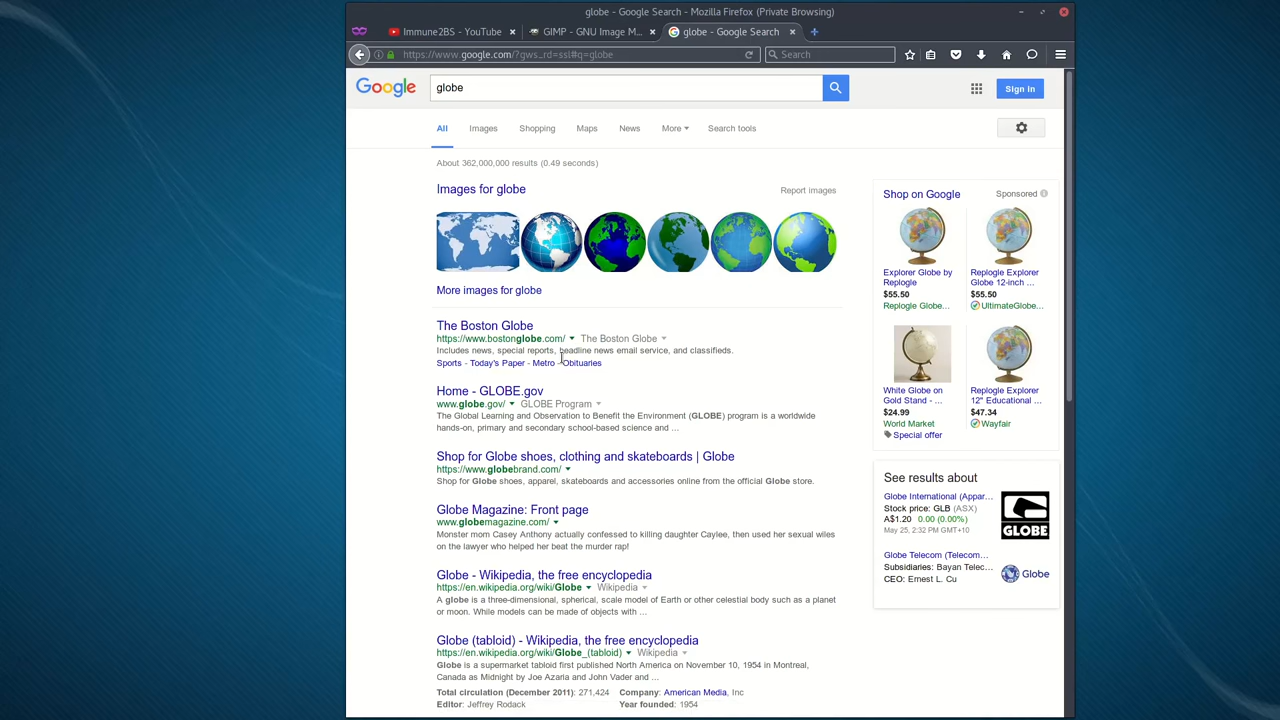 globe - Google Search - Mozilla Firefox (Private Browsing)
Immune2BS - YouTube
GIMP - GNU Image M...
globe - Google Search
https://www.google.com/?gws_rd=ssl#q=globe
Search
Google
globe
Sign in
All
Images
Shopping
Maps
News
More
Search tools
About 362,000,000 results (0.49 seconds)
Images for globe
Report images
More images for globe
The Boston Globe
https://www.bostonglobe.com/ The Boston Globe
Includes news, special reports, headline news email service, and classifieds.
Sports - Today's Paper - Metro - Obituaries
Home - GLOBE.gov
www.globe.gov/ GLOBE Program
The Global Learning and Observation to Benefit the Environment (GLOBE) program is a worldwide
hands-on, primary and secondary school-based science and ...
Shop for Globe shoes, clothing and skateboards | Globe
https://www.globebrand.com/
Shop for Globe shoes, apparel, skateboards and accessories online from the official Globe store.
Globe Magazine: Front page
www.globemagazine.com/
Monster mom Casey Anthony actually confessed to killing daughter Caylee, then used her sexual wiles
on the lawyer who helped her beat the murder rap!
Globe - Wikipedia, the free encyclopedia
https://en.wikipedia.org/wiki/Globe Wikipedia
A globe is a three-dimensional, spherical, scale model of Earth or other celestial body such as a planet
or moon. While models can be made of objects with ...
Globe (tabloid) - Wikipedia, the free encyclopedia
https://en.wikipedia.org/wiki/Globe_(tabloid) Wikipedia
Globe is a supermarket tabloid first published North America on November 10, 1954 in Montreal,
Canada as Midnight by Joe Azaria and John Vader and ...
Total circulation (December 2011): 271,424 Company: American Media, Inc
Editor: Jeffrey Rodack Year founded: 1954
Shop on Google
Sponsored
Explorer Globe by
Replogle
$55.50
Replogle Globe...
Replogle Explorer
Globe 12-inch ...
$55.50
UltimateGlobe...
White Globe on
Gold Stand - ...
$24.99
World Market
Special offer
Replogle Explorer
12" Educational ...
$47.34
Wayfair
See results about
Globe International (Appar...
Stock price: GLB (ASX)
A$1.20 0.00 (0.00%)
May 25, 2:32 PM GMT+10
GLOBE
Globe Telecom (Telecom...
Subsidiaries: Bayan Telec...
CEO: Ernest L. Cu
Globe